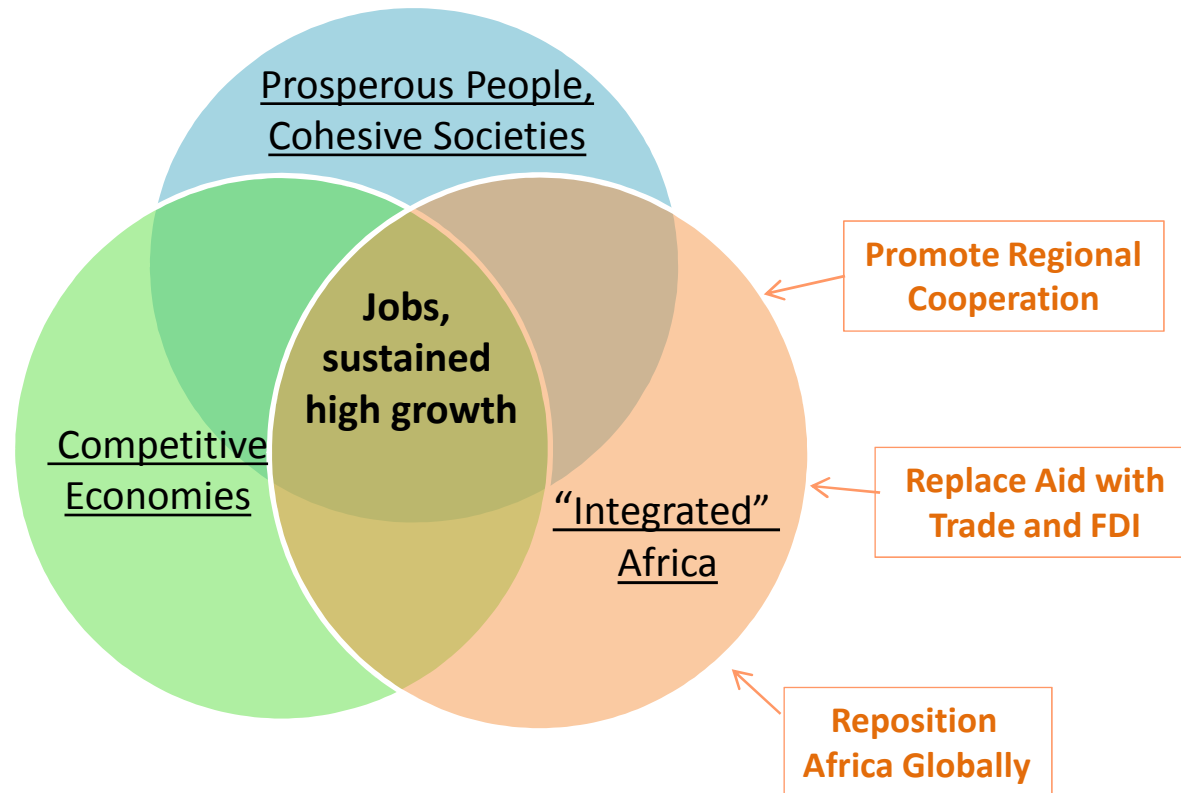 Prosperous People,
Cohesive Societies
Jobs,
sustained
high growth
Competitive
Economies
“Integrated”
Africa
Promote Regional
Cooperation
Replace Aid with
Trade and FDI
Reposition
Africa Globally